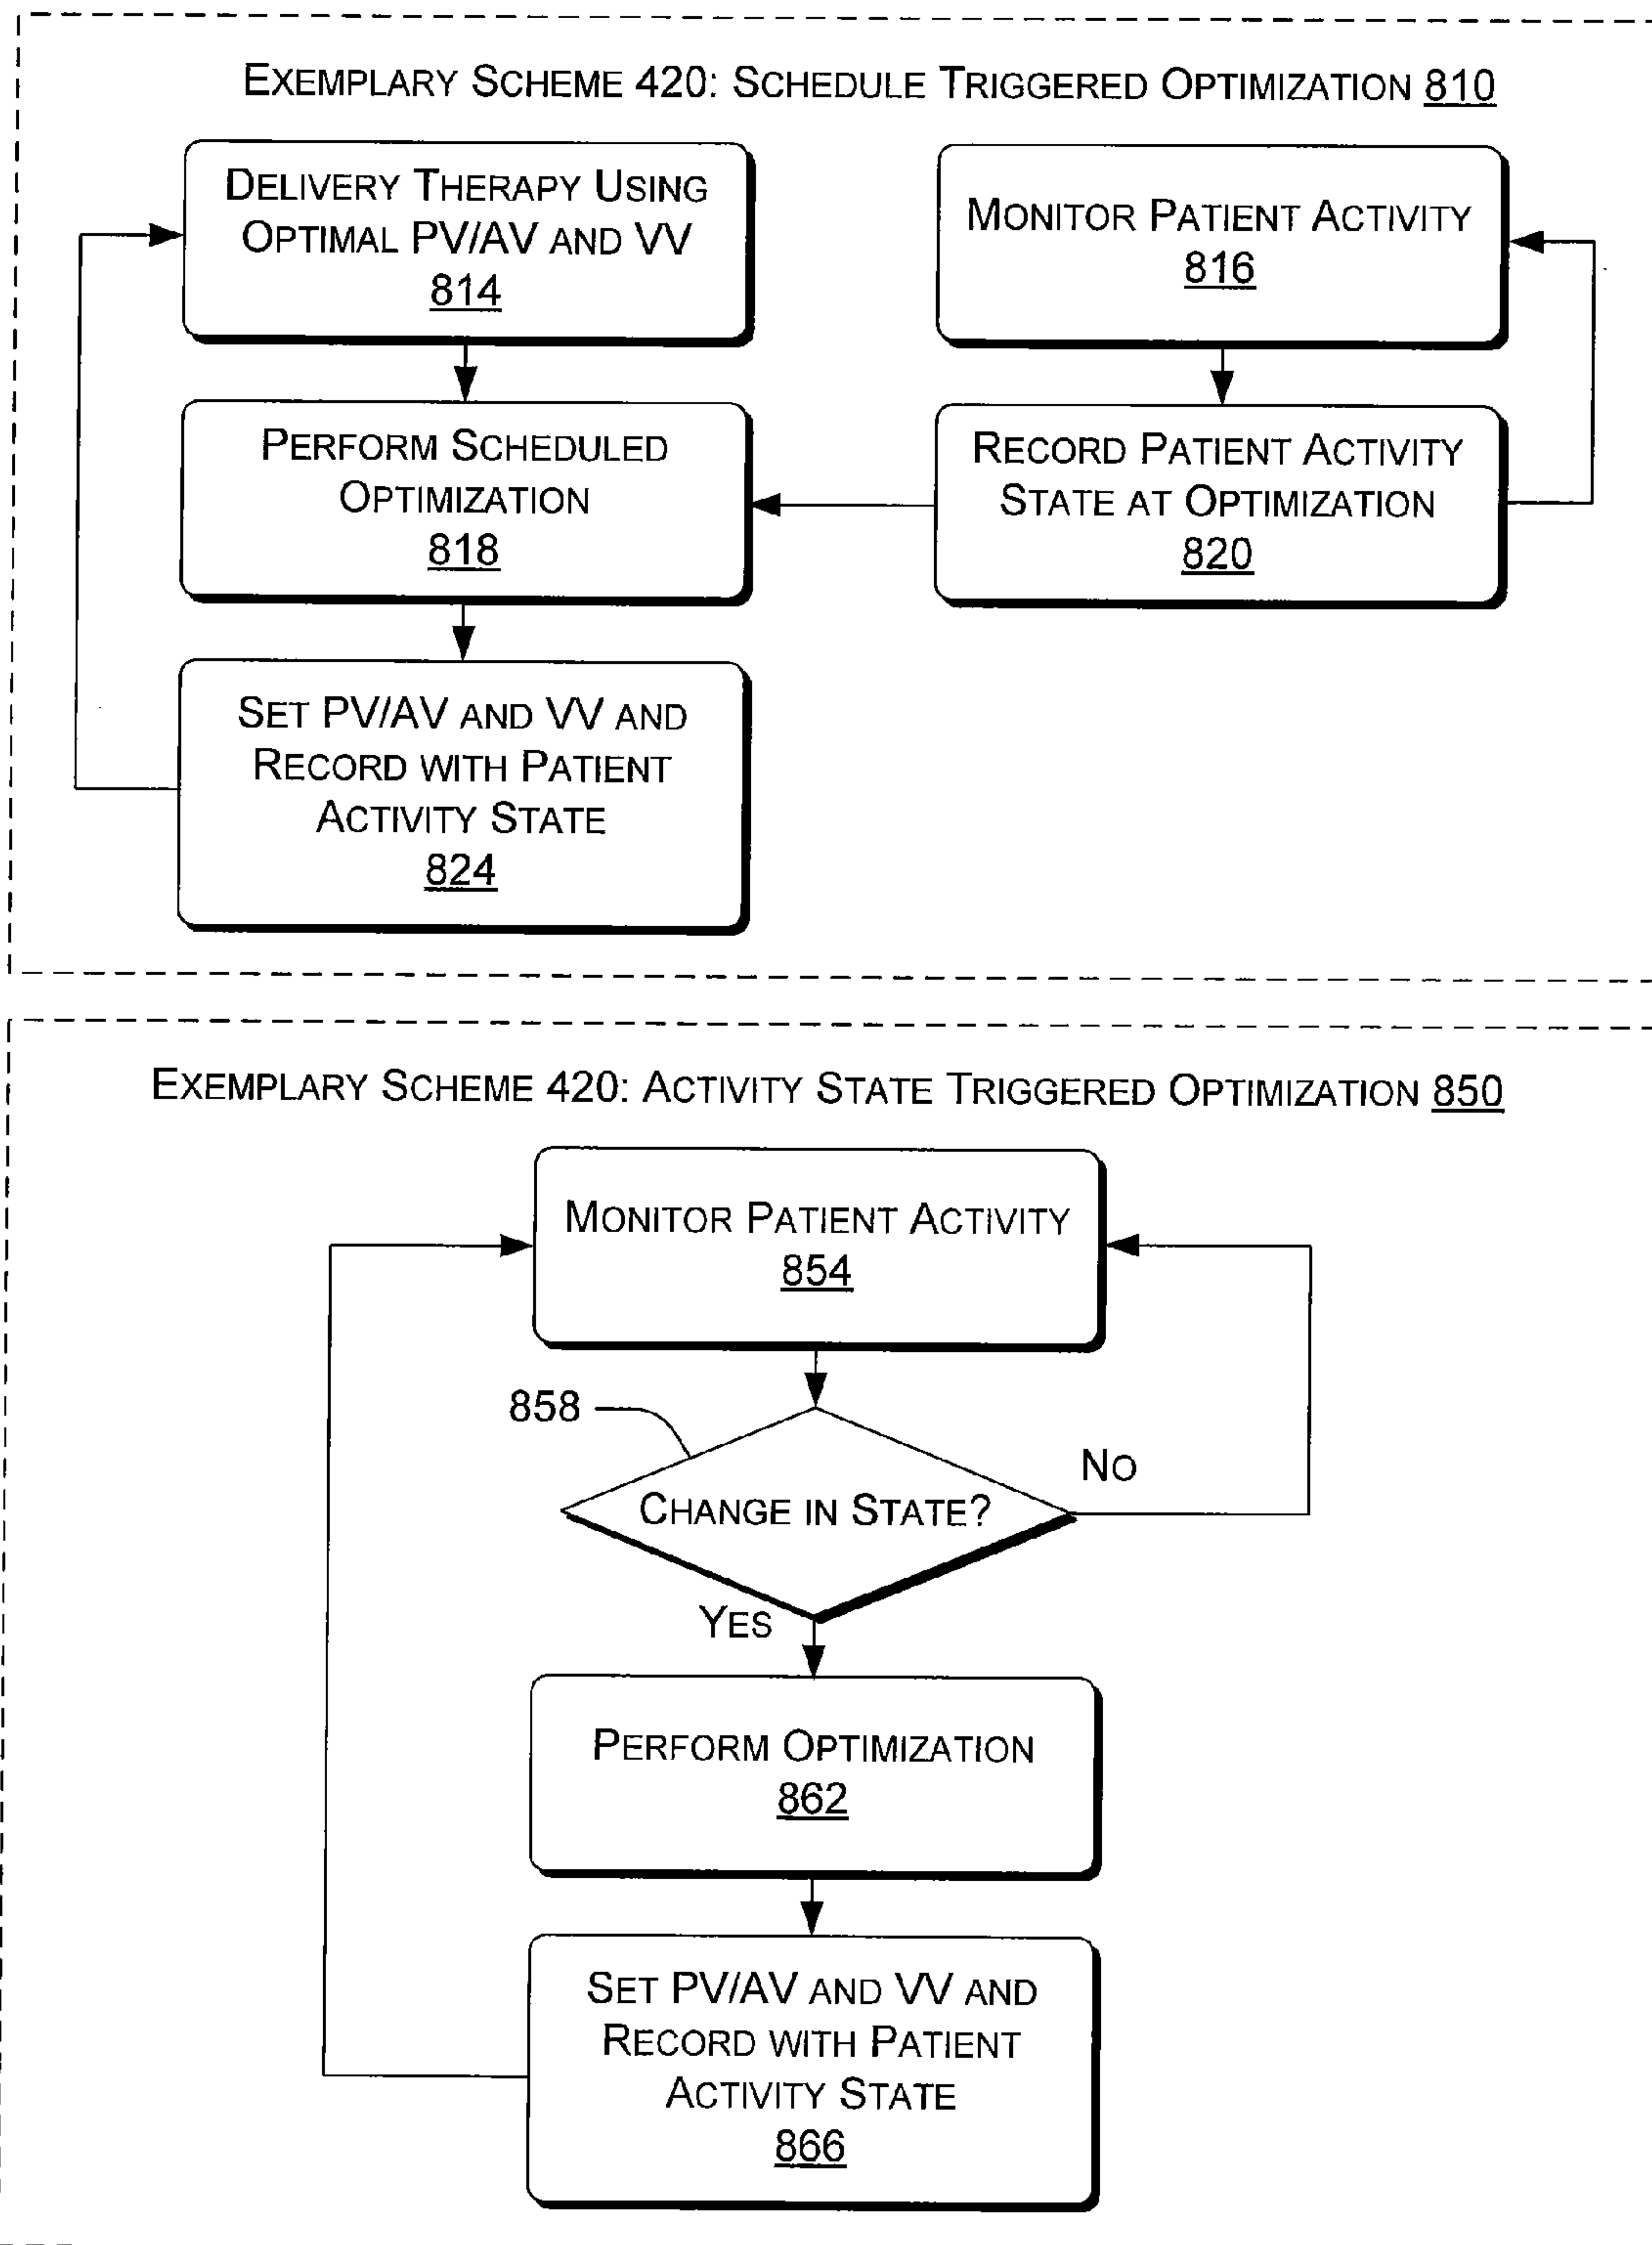 EXEMPLARY SCHEME 420: SCHEDULE TRIGGERED OPTIMIZATION 810
DELIVERY THERAPY USING
OPTIMAL PV/AV AND VV
814
MONITOR PATIENT ACTIVITY
816
PERFORM SCHEDULED
OPTIMIZATION
818
RECORD PATIENT ACTIVITY
STATE AT OPTIMIZATION
820
SET PV/AV AND VV AND
RECORD WITH PATIENT
ACTIVITY STATE
824
EXEMPLARY SCHEME 420: ACTIVITY STATE TRIGGERED OPTIMIZATION 850
MONITOR PATIENT ACTIVITY
854
858
NO
CHANGE IN STATE?
YES
PERFORM OPTIMIZATION
862
SET PV/AV AND VV AND
RECORD WITH PATIENT
ACTIVITY STATE
866